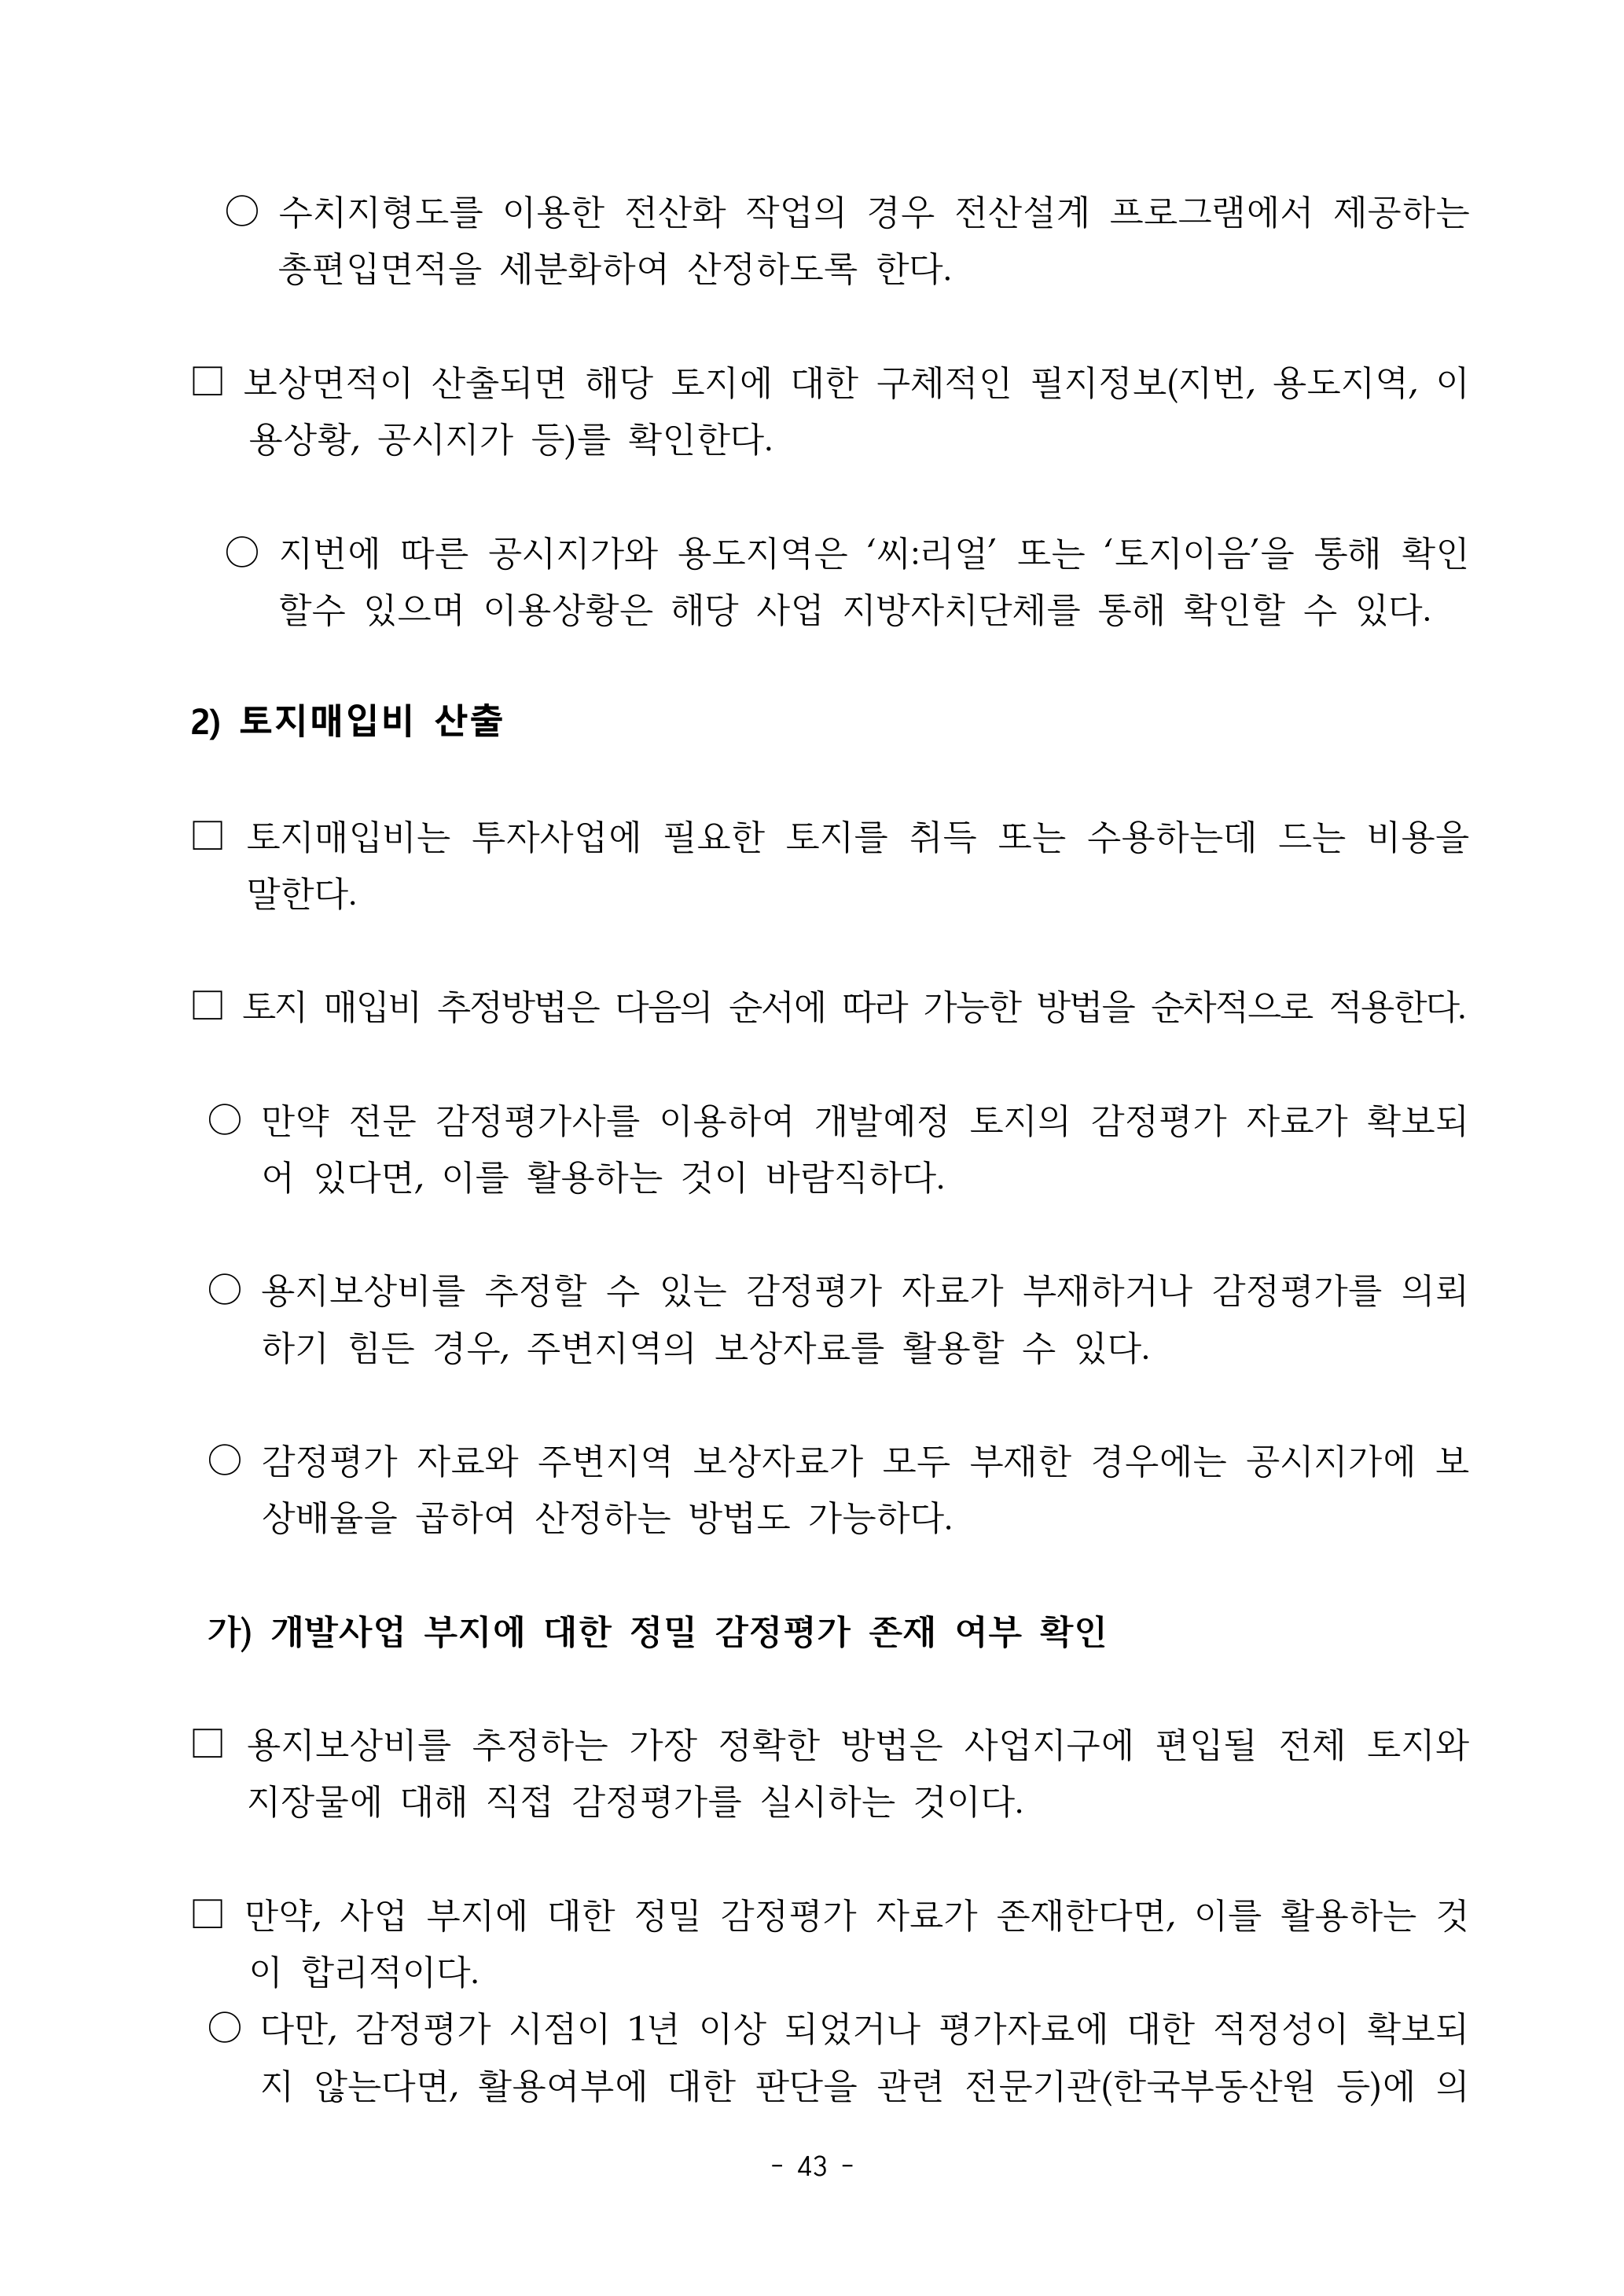 ○ 수치지형도를 이용한 전산화 작업의 경우 전산설계 프로그램에서 제공하는
총편입면적을 세분화하여 산정하도록 한다.
□ 보상면적이 산출되면 해당 토지에 대한 구체적인 필지정보(지번, 용도지역, 이
용상황, 공시지가 등)를 확인한다.
○ 지번에 따른 공시지가와 용도지역은 ‘씨:리얼’ 또는 ‘토지이음’을 통해 확인
할수 있으며 이용상황은 해당 사업 지방자치단체를 통해 확인할 수 있다.
2) 토지매입비 산출
□ 토지매입비는 투자사업에 필요한 토지를 취득 또는 수용하는데 드는 비용을
말한다.
□ 토지 매입비 추정방법은 다음의 순서에 따라 가능한 방법을 순차적으로 적용한다.
○ 만약 전문 감정평가사를 이용하여 개발예정 토지의 감정평가 자료가 확보되
어 있다면, 이를 활용하는 것이 바람직하다.
○ 용지보상비를 추정할 수 있는 감정평가 자료가 부재하거나 감정평가를 의뢰
하기 힘든 경우, 주변지역의 보상자료를 활용할 수 있다.
○ 감정평가 자료와 주변지역 보상자료가 모두 부재한 경우에는 공시지가에 보
상배율을 곱하여 산정하는 방법도 가능하다.
가) 개발사업 부지에 대한 정밀 감정평가 존재 여부 확인
□ 용지보상비를 추정하는 가장 정확한 방법은 사업지구에 편입될 전체 토지와
지장물에 대해 직접 감정평가를 실시하는 것이다.
□ 만약, 사업 부지에 대한 정밀 감정평가 자료가 존재한다면, 이를 활용하는 것
이 합리적이다.
○ 다만, 감정평가 시점이 1년 이상 되었거나 평가자료에 대한 적정성이 확보되
지 않는다면, 활용여부에 대한 판단을 관련 전문기관(한국부동산원 등)에 의
- 43 -